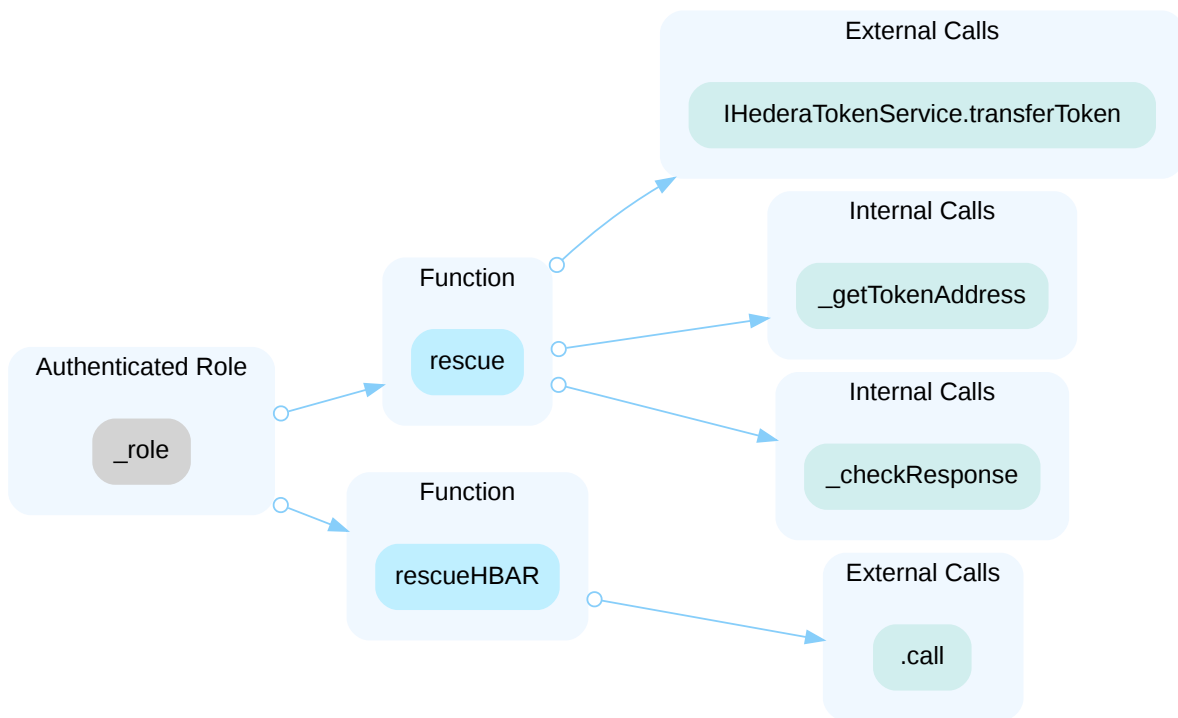 External Calls
IHederaTokenService.transferToken
Internal Calls
_getTokenAddress
Function
rescue
Authenticated Role
_role
Internal Calls
_checkResponse
Function
rescueHBAR
External Calls
.call